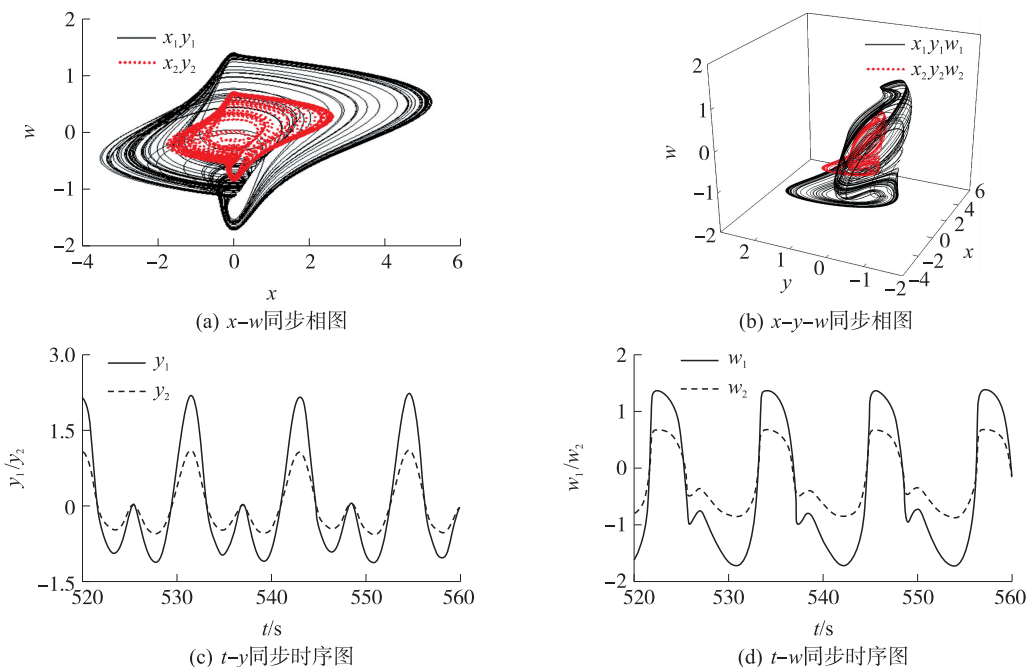 x₁y₁
x₂y₂
2
1
0
−1
−2
w
−4
−2
0
2
4
6
x
(a) x−w同步相图
x₁y₁w₁
x₂y₂w₂
2
1
0
−1
−2
w
2
1
0
−1
−2
y
−4
−2
0
2
4
6
x
(b) x−y−w同步相图
y₁
y₂
3.0
1.5
0
−1.5
y₁/y₂
520
530
540
550
560
t/s
(c) t−y同步时序图
w₁
w₂
2
1
0
−1
−2
w₁/w₂
520
530
540
550
560
t/s
(d) t−w同步时序图